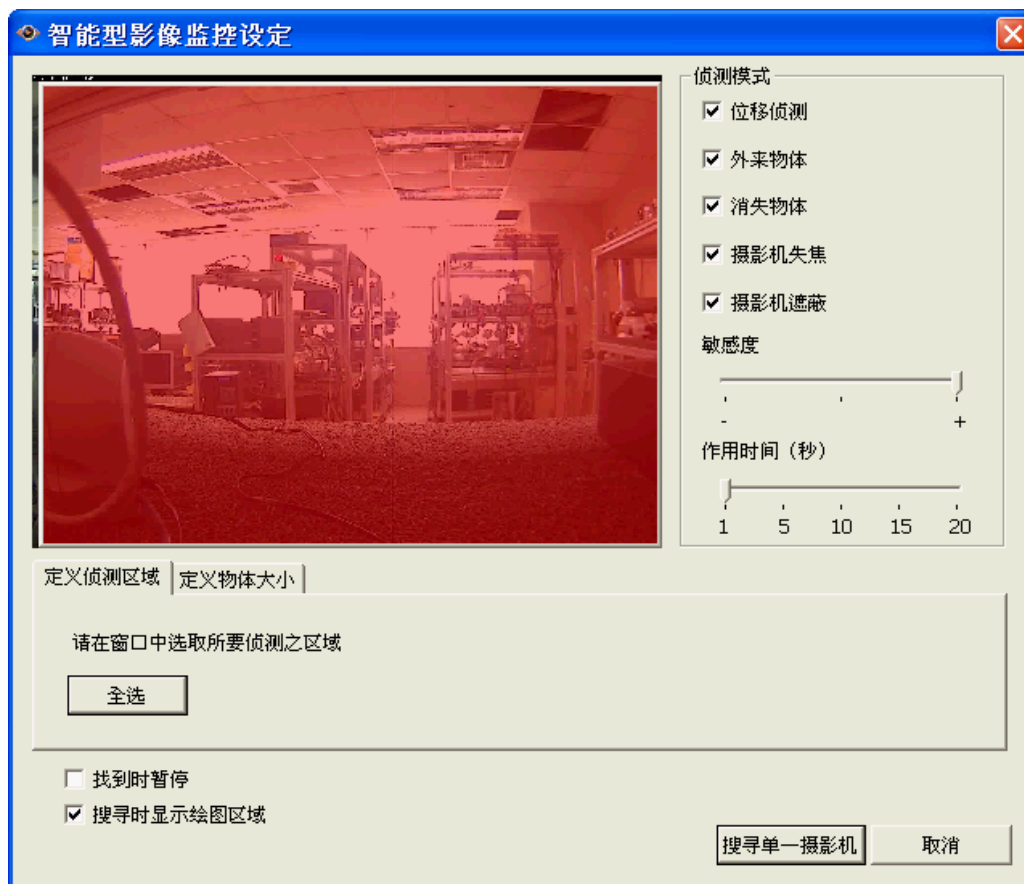 智能型影像监控设定
侦测模式
位移侦测
外来物体
消失物体
摄影机失焦
摄影机遮蔽
敏感度
- +
作用时间（秒）
1 5 10 15 20
定义侦测区域 定义物体大小
请在窗口中选取所要侦测之区域
全选
找到时暂停
搜寻时显示绘图区域
搜寻单一摄影机 取消